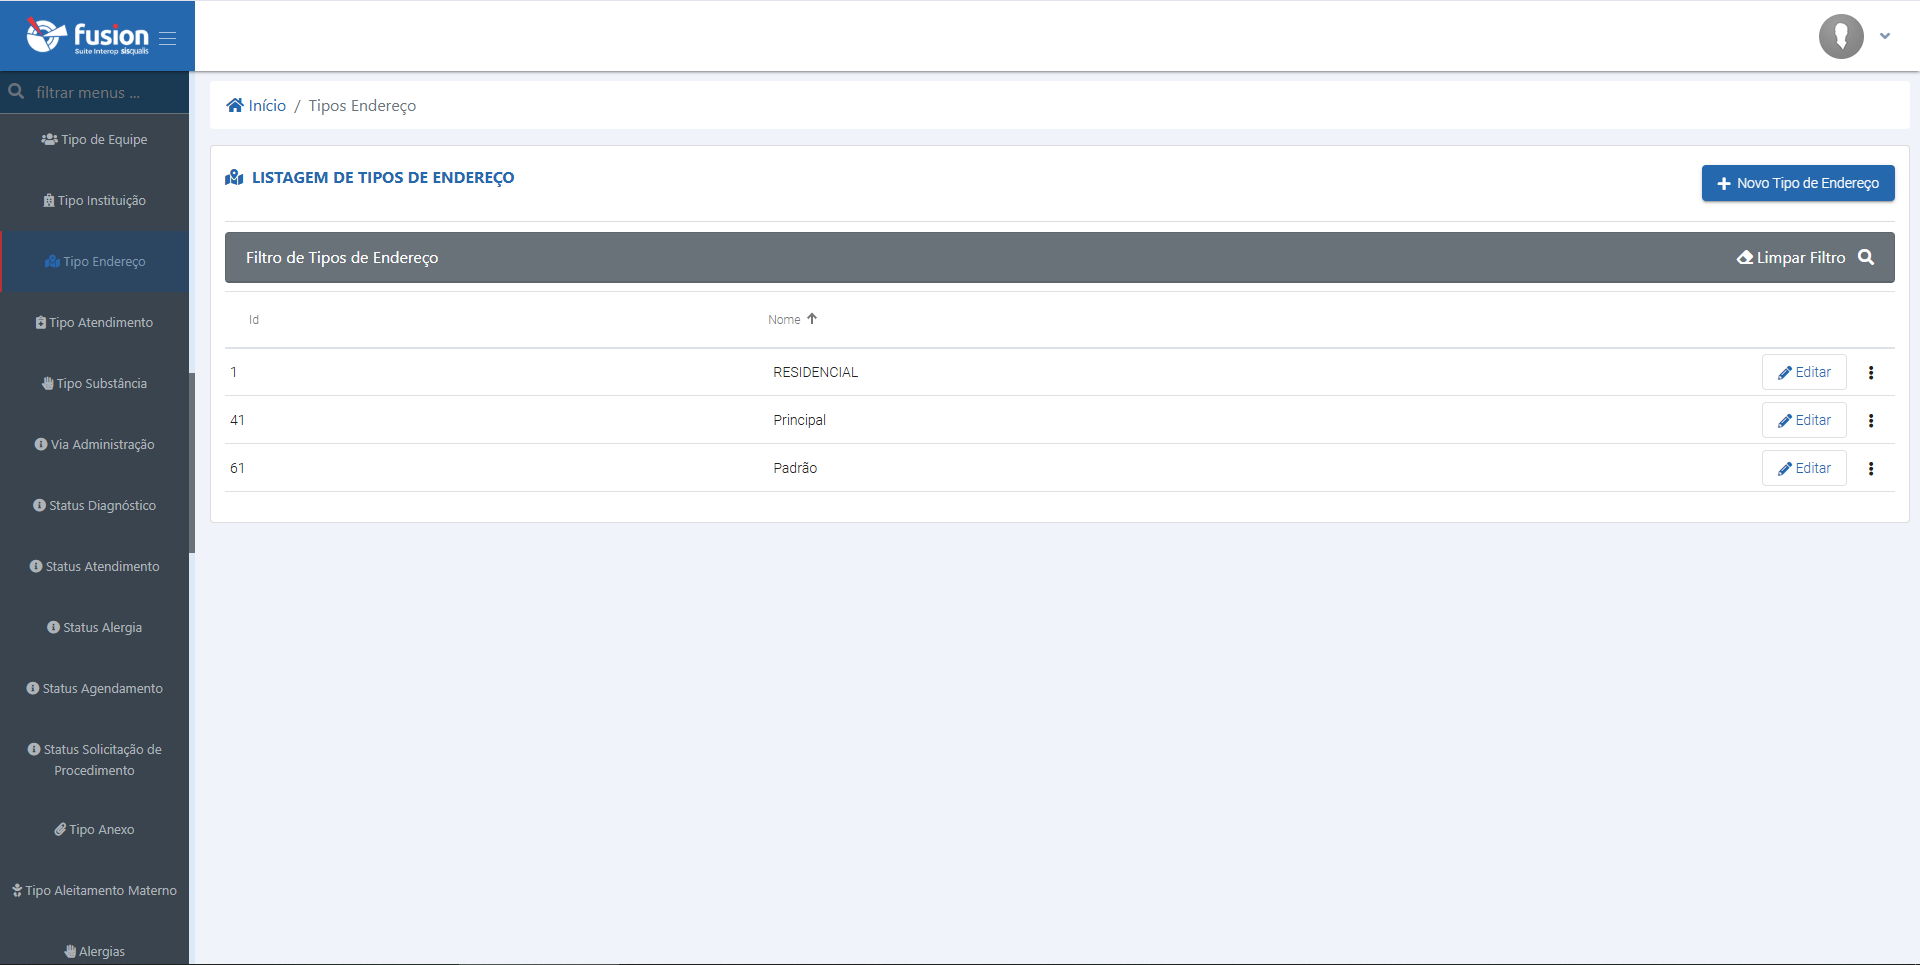 fusion
Suite Interop sisqualis
filtrar menus ...
Tipo de Equipe
Tipo Instituição
Tipo Endereço
Tipo Atendimento
Tipo Substância
Via Administração
Status Diagnóstico
Status Atendimento
Status Alergia
Status Agendamento
Status Solicitação de
Procedimento
Tipo Anexo
Tipo Aleitamento Materno
Alergias
Início / Tipos Endereço
LISTAGEM DE TIPOS DE ENDEREÇO
Novo Tipo de Endereço
Filtro de Tipos de Endereço
Limpar Filtro
Id Nome
1 RESIDENCIAL Editar
41 Principal Editar
61 Padrão Editar